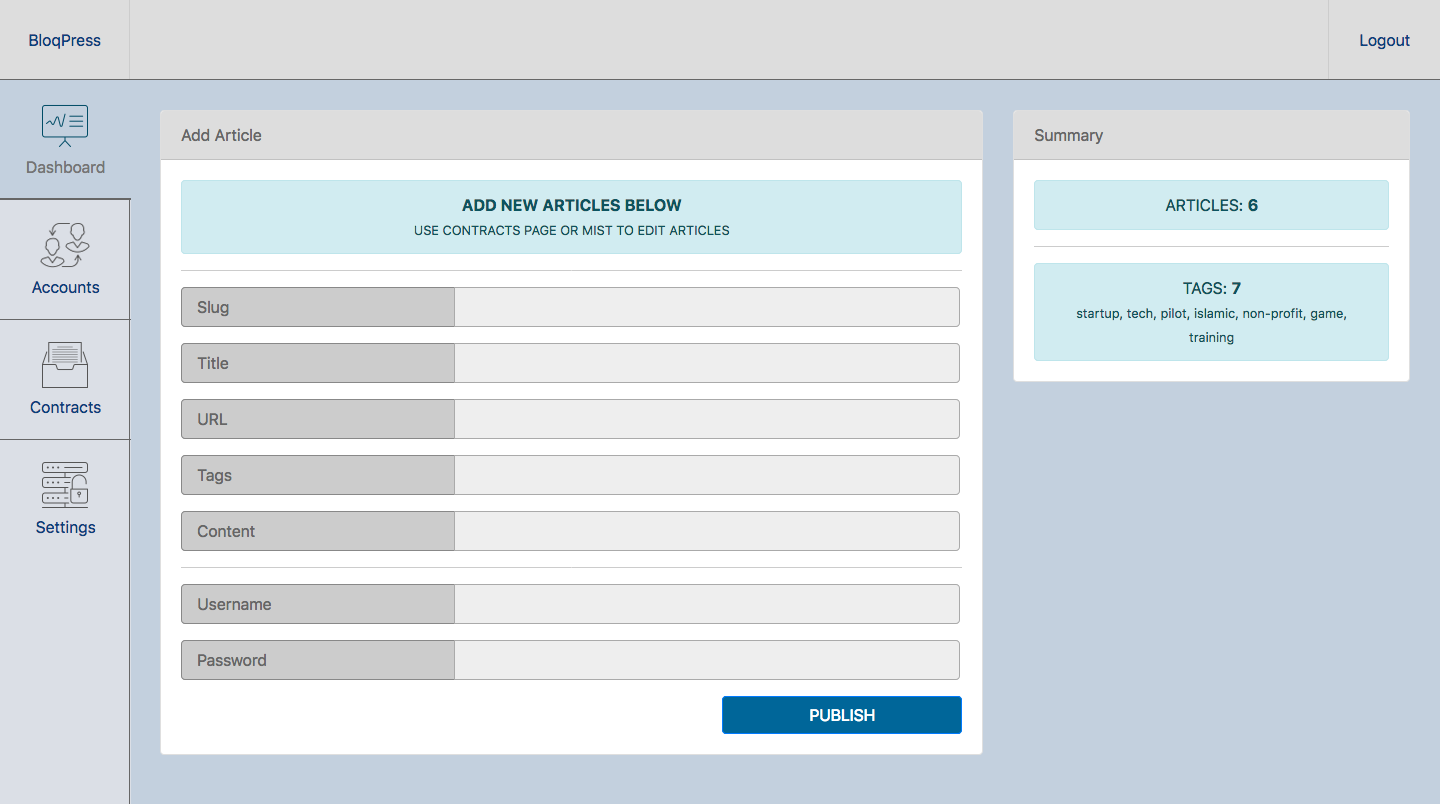 BloqPress
Logout
Dashboard
Accounts
Contracts
Settings
Add Article
ADD NEW ARTICLES BELOW
USE CONTRACTS PAGE OR MIST TO EDIT ARTICLES
Slug
Title
URL
Tags
Content
Username
Password
PUBLISH
Summary
ARTICLES: 6
TAGS: 7
startup, tech, pilot, islamic, non-profit, game,
training